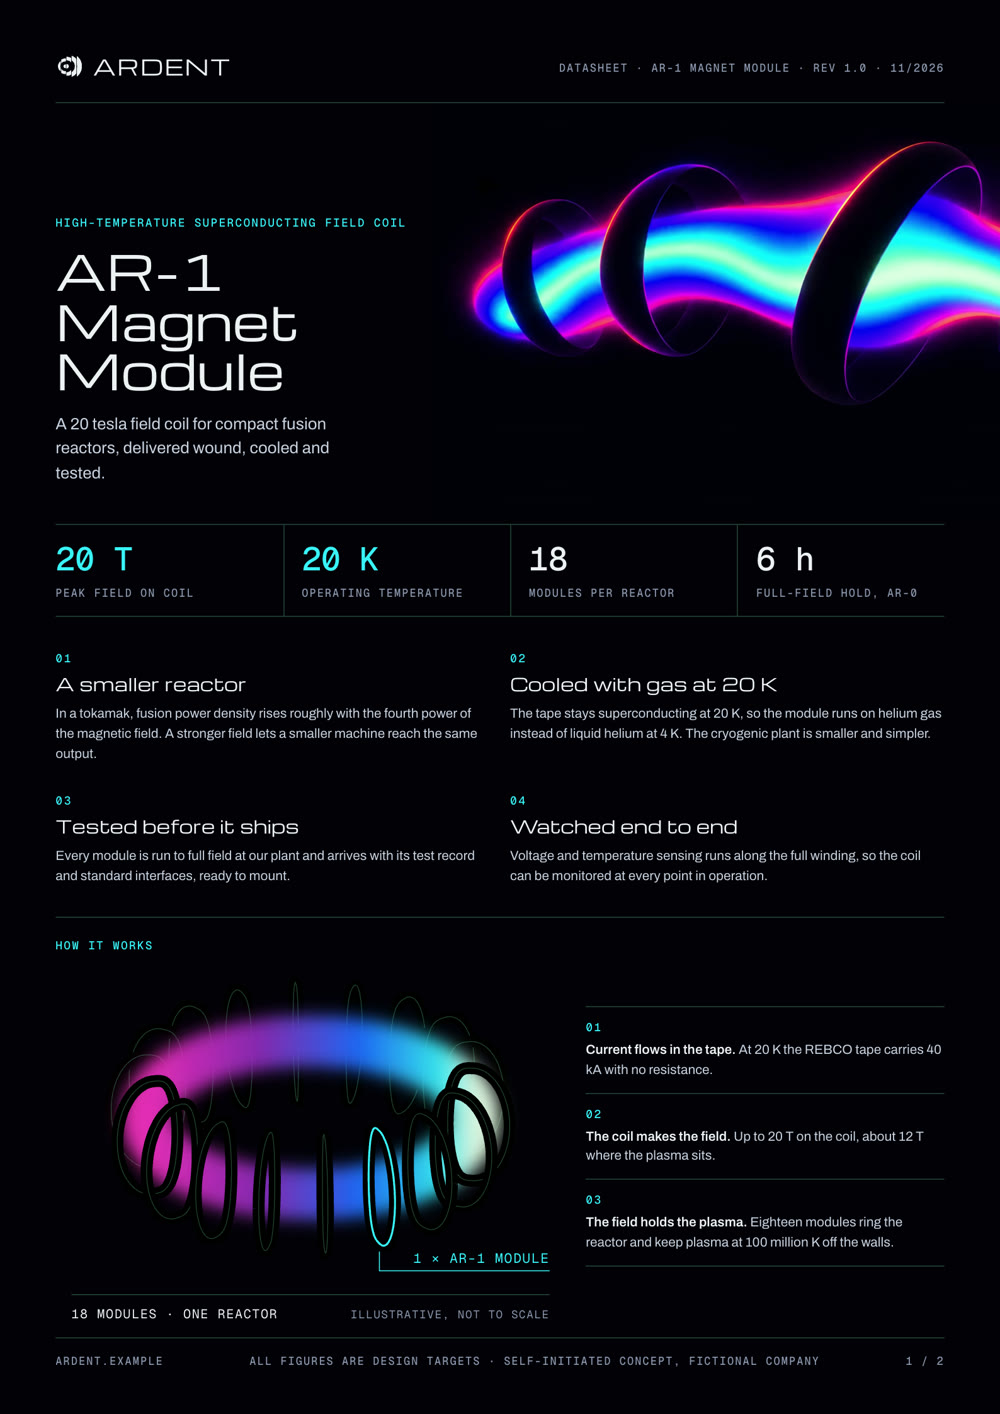 ARDENT
DATASHEET · AR-1 MAGNET MODULE · REV 1.0 · 11/2026
HIGH-TEMPERATURE SUPERCONDUCTING FIELD COIL
AR-1
Magnet
Module
A 20 tesla field coil for compact fusion
reactors, delivered wound, cooled and
tested.
20 T
PEAK FIELD ON COIL
20 K
OPERATING TEMPERATURE
18
MODULES PER REACTOR
6 h
FULL-FIELD HOLD, AR-0
01
A smaller reactor
In a tokamak, fusion power density rises roughly with the fourth power of
the magnetic field. A stronger field lets a smaller machine reach the same
output.
02
Cooled with gas at 20 K
The tape stays superconducting at 20 K, so the module runs on helium gas
instead of liquid helium at 4 K. The cryogenic plant is smaller and simpler.
03
Tested before it ships
Every module is run to full field at our plant and arrives with its test record
and standard interfaces, ready to mount.
04
Watched end to end
Voltage and temperature sensing runs along the full winding, so the coil
can be monitored at every point in operation.
HOW IT WORKS
1 × AR-1 MODULE
18 MODULES · ONE REACTOR
ILLUSTRATIVE, NOT TO SCALE
01
Current flows in the tape. At 20 K the REBCO tape carries 40
kA with no resistance.
02
The coil makes the field. Up to 20 T on the coil, about 12 T
where the plasma sits.
03
The field holds the plasma. Eighteen modules ring the
reactor and keep plasma at 100 million K off the walls.
ARDENT.EXAMPLE
ALL FIGURES ARE DESIGN TARGETS · SELF-INITIATED CONCEPT, FICTIONAL COMPANY
1 / 2